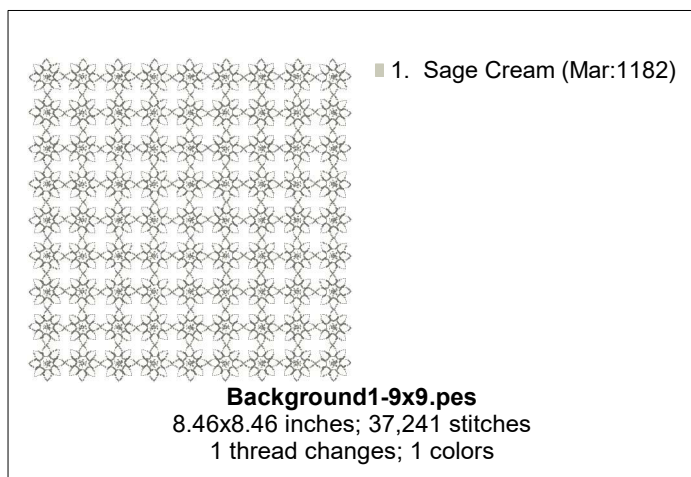 1. Sage Cream (Mar:1182)
Background1-9x9.pes
8.46x8.46 inches; 37,241 stitches
1 thread changes; 1 colors